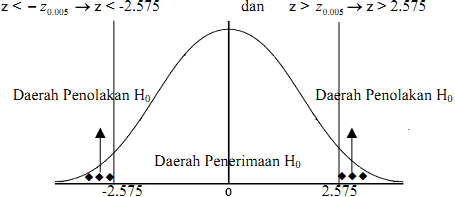 z < − z₀.₀₀₅ → z < -2.575 dan z > z₀.₀₀₅ → z > 2.575
Daerah Penolakan H₀ Daerah Penolakan H₀
Daerah Penerimaan H₀
-2.575 0 2.575